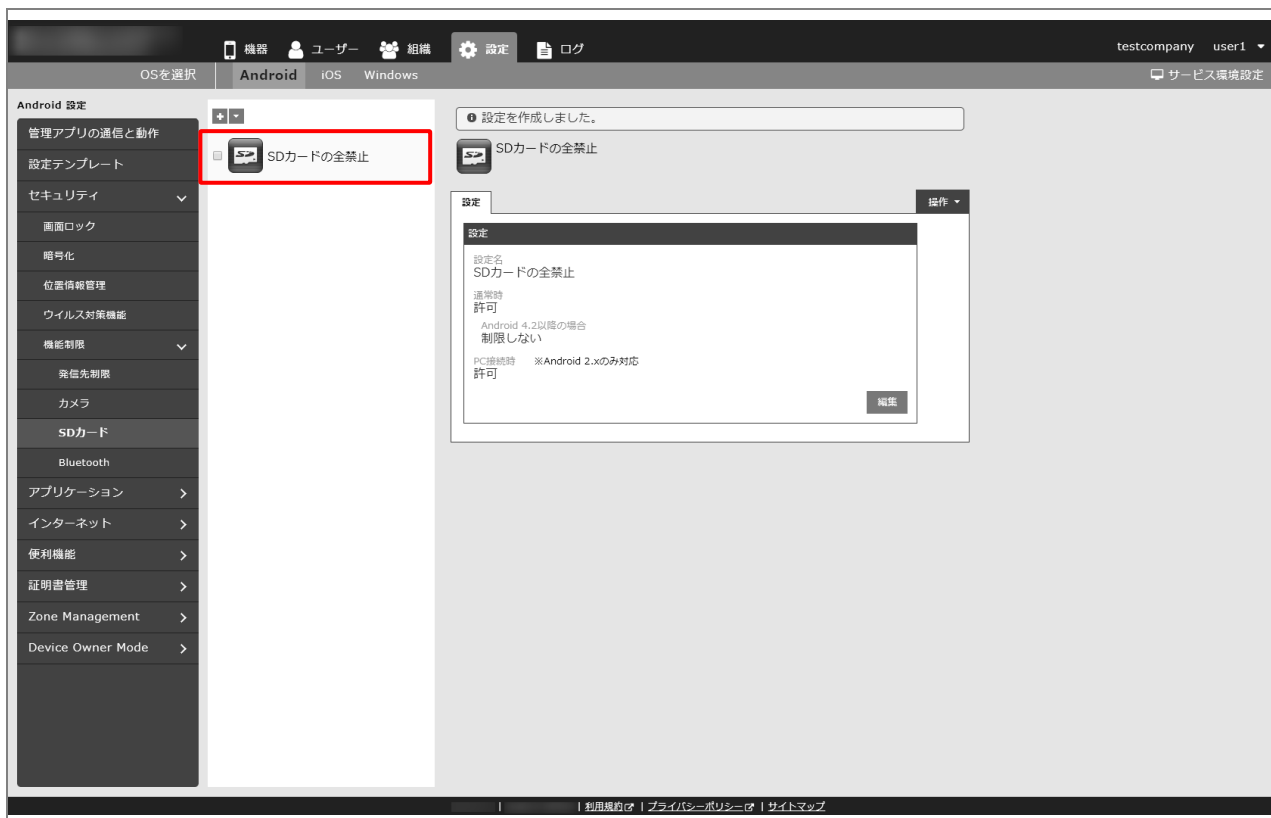 機器 ユーザー 組織 設定 ログ testcompany user1
OSを選択 Android iOS Windows サービス環境設定
Android 設定
管理アプリの通信と動作
設定テンプレート
セキュリティ
画面ロック
暗号化
位置情報管理
ウイルス対策機能
機能制限
発信先制限
カメラ
SDカード
Bluetooth
アプリケーション
インターネット
便利機能
証明書管理
Zone Management
Device Owner Mode
SDカードの全禁止
設定を作成しました。
SDカードの全禁止
設定 操作
設定
設定名
SDカードの全禁止
通常時
許可
Android 4.2以降の場合
制限しない
PC接続時 ※Android 2.xのみ対応
許可
編集
| | 利用規約 | プライバシーポリシー | サイトマップ